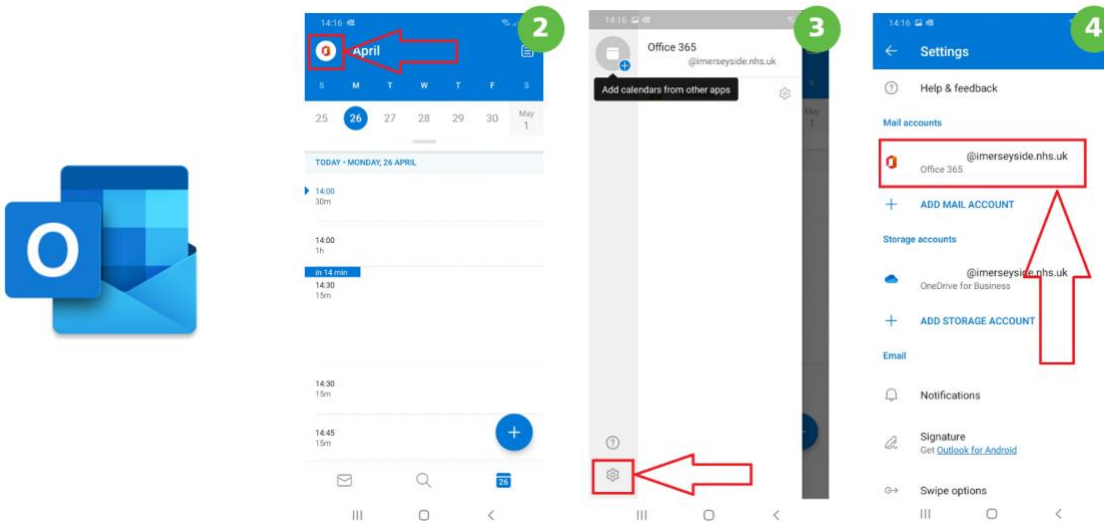 O
14:16
2
April
S M T W T F S
25 26 27 28 29 30 May 1
TODAY • MONDAY, 26 APRIL
14:00
30m
14:00
1h
in 14 min
14:30
15m
14:30
15m
14:45
15m
+
26
14:16
3
Office 365
@imerseyside.nhs.uk
Add calendars from other apps
May
1
?
14:16
4
Settings
? Help & feedback
Mail accounts
@imerseyside.nhs.uk
Office 365
+ ADD MAIL ACCOUNT
Storage accounts
@imerseyside.nhs.uk
OneDrive for Business
+ ADD STORAGE ACCOUNT
Email
Notifications
Signature
Get Outlook for Android
Swipe options